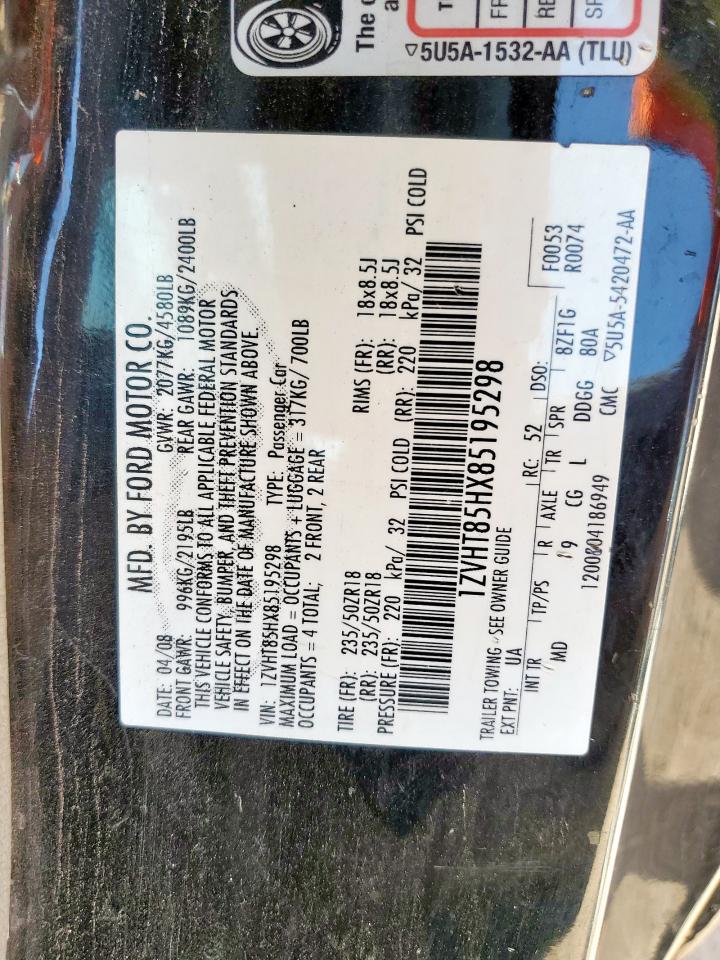 The
T
FR
RE
SP
▽5U5A-1532-AA (TLU)
MFD. BY FORD MOTOR CO.
DATE: 04/08 GVWR: 2077KG/4580LB
FRONT GAWR: 996KG/2195LB REAR GAWR: 1089KG/2400LB
THIS VEHICLE CONFORMS TO ALL APPLICABLE FEDERAL MOTOR
VEHICLE SAFETY, BUMPER, AND THEFT PREVENTION STANDARDS
IN EFFECT ON THE DATE OF MANUFACTURE SHOWN ABOVE.
VIN: 1ZVHT85HX85195298 TYPE: Passenger Car
MAXIMUM LOAD = OCCUPANTS + LUGGAGE = 317KG/700LB
OCCUPANTS = 4 TOTAL; 2 FRONT, 2 REAR
TIRE (FR): 235/50ZR18 RIMS (FR): 18x8.5J
(RR): 235/50ZR18 (RR): 18x8.5J
PRESSURE (FR): 220 kPa/ 32 PSI COLD (RR): 220 kPa/ 32 PSI COLD
1ZVHT85HX85195298
TRAILER TOWING - SEE OWNER GUIDE
EXT PNT: UA RC: 52 DSO: F0053
INT TR TP/PS R AXLE TR SPR R0074
MD 9 CG L DDGG 8ZF1G 80A
CMC ▽5U5A-5420472-AA